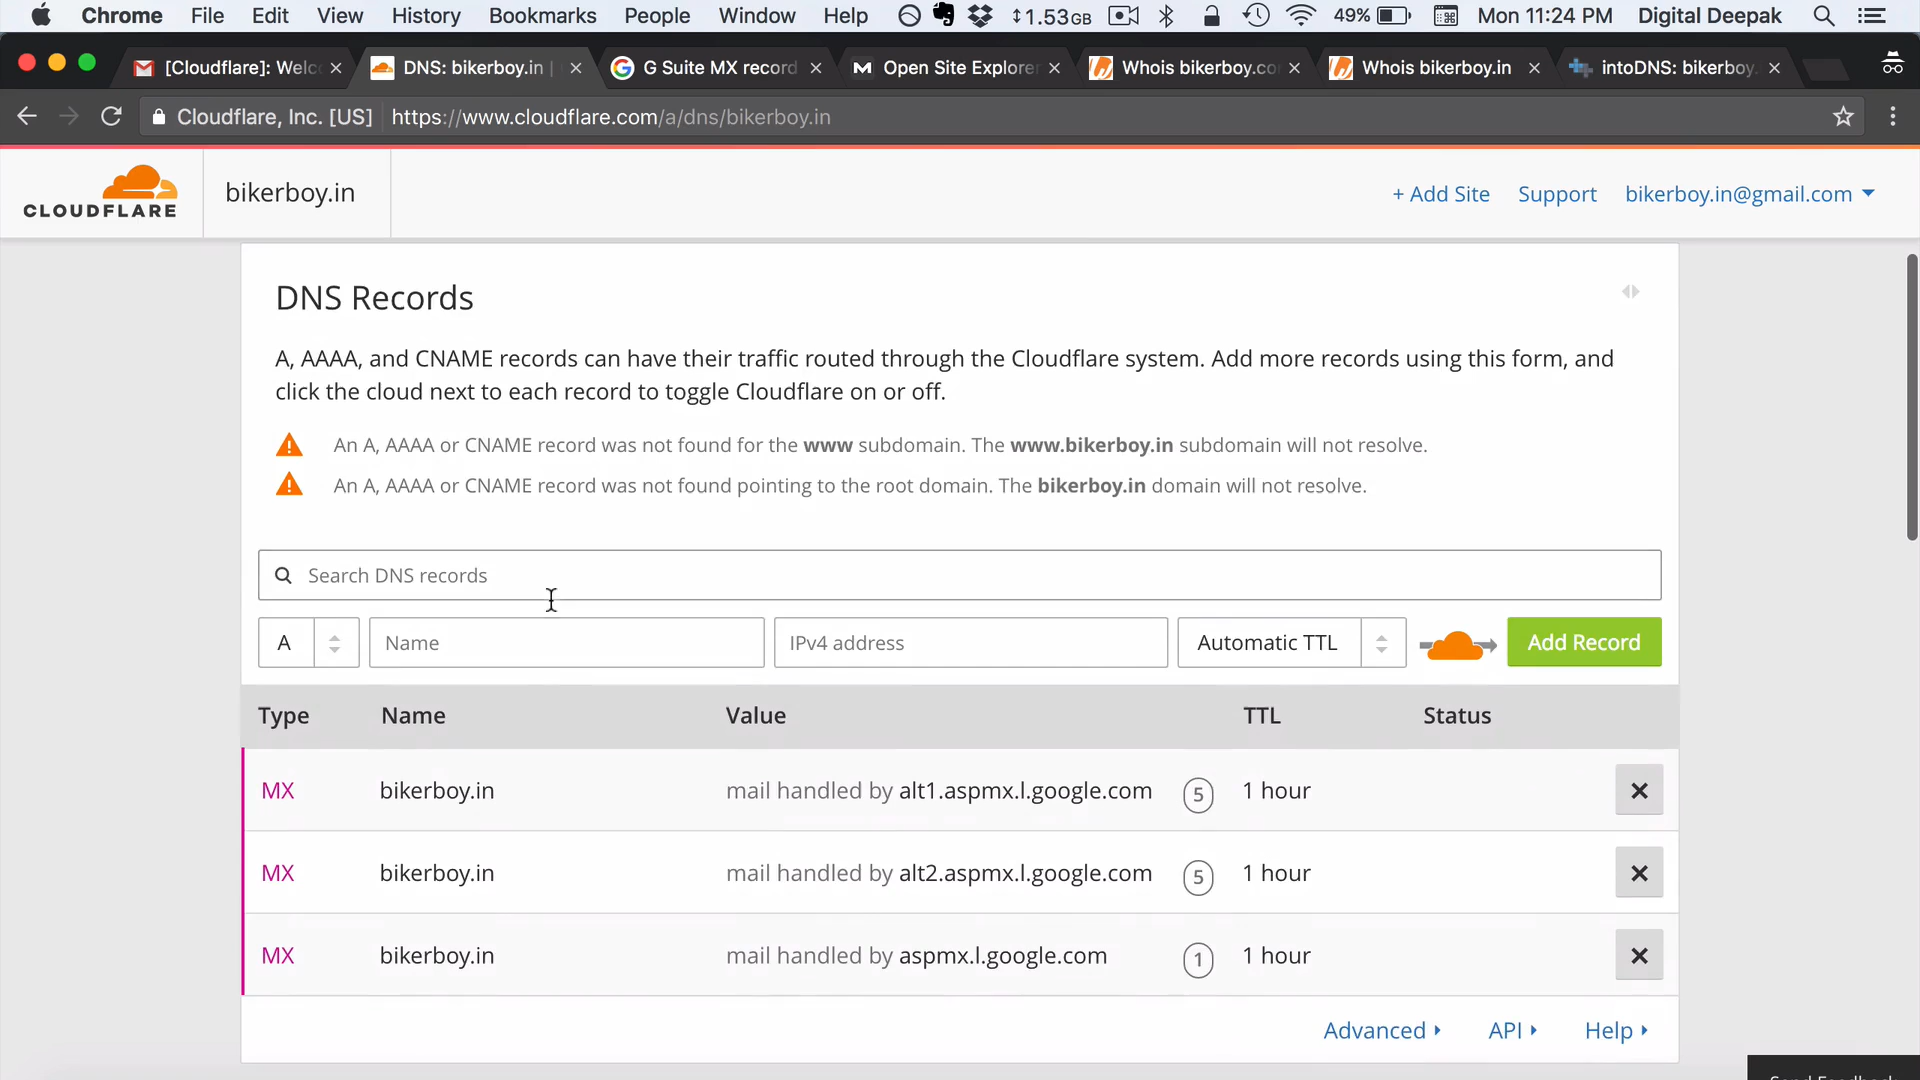 Chrome File Edit View History Bookmarks People Window Help 1.53GB 49% Mon 11:24 PM Digital Deepak
[Cloudflare]: Welc DNS: bikerboy.in | G Suite MX record Open Site Explorer Whois bikerboy.co Whois bikerboy.in intoDNS: bikerboy.
Cloudflare, Inc. [US] https://www.cloudflare.com/a/dns/bikerboy.in
CLOUDFLARE bikerboy.in + Add Site Support bikerboy.in@gmail.com
DNS Records
A, AAAA, and CNAME records can have their traffic routed through the Cloudflare system. Add more records using this form, and
click the cloud next to each record to toggle Cloudflare on or off.
An A, AAAA or CNAME record was not found for the www subdomain. The www.bikerboy.in subdomain will not resolve.
An A, AAAA or CNAME record was not found pointing to the root domain. The bikerboy.in domain will not resolve.
Search DNS records
A Name IPv4 address Automatic TTL Add Record
Type Name Value TTL Status
MX bikerboy.in mail handled by alt1.aspmx.l.google.com 5 1 hour
MX bikerboy.in mail handled by alt2.aspmx.l.google.com 5 1 hour
MX bikerboy.in mail handled by aspmx.l.google.com 1 1 hour
Advanced API Help